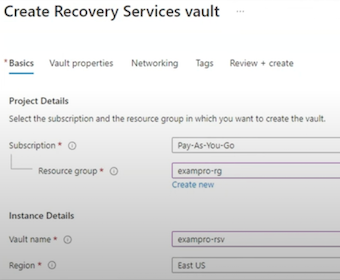 Create Recovery Services vault ...
* Basics Vault properties Networking Tags Review + create
Project Details
Select the subscription and the resource group in which you want to create the vault.
Subscription * Pay-As-You-Go
Resource group * exampro-rg
Create new
Instance Details
Vault name * exampro-rsv
Region * East US